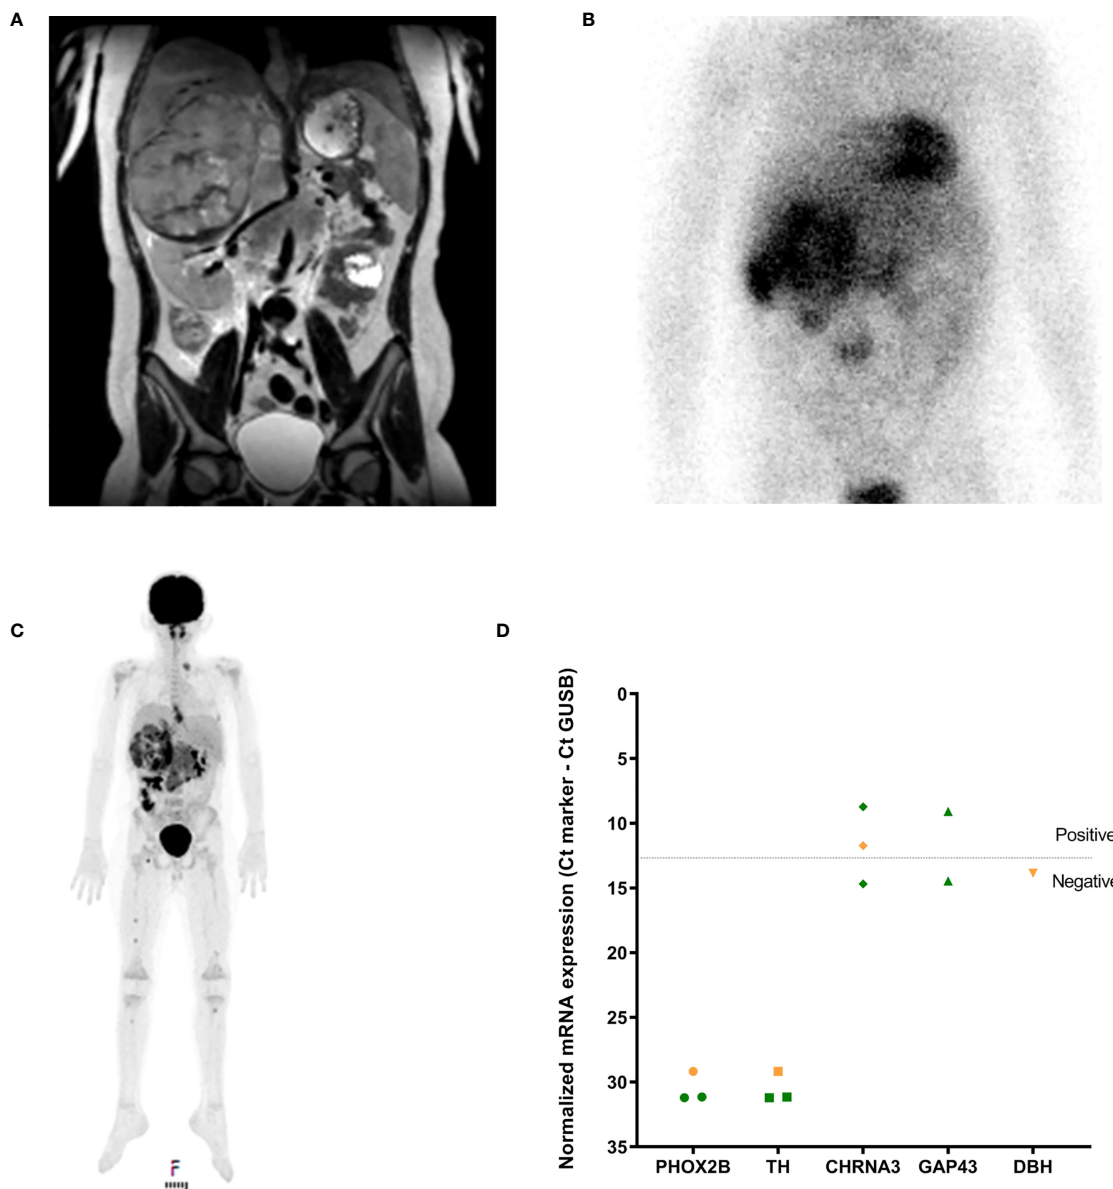 A
B
C
D
Normalized mRNA expression (Ct marker - Ct GUSB)
0
5
10
15
20
25
30
35
Positive
Negative
PHOX2B TH CHRNA3 GAP43 DBH
F